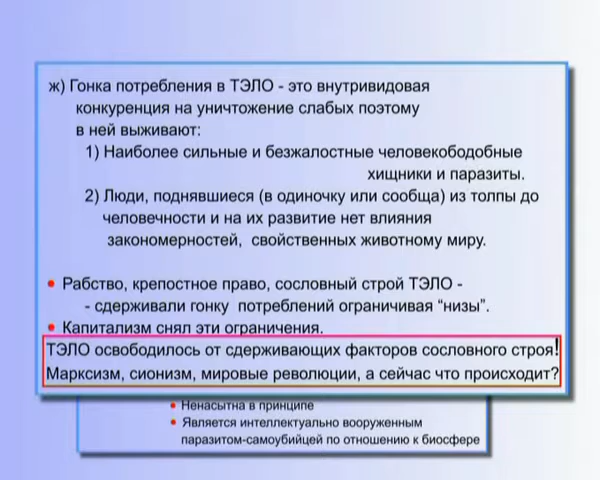 ж) Гонка потребления в ТЭЛО - это внутривидовая
конкуренция на уничтожение слабых поэтому
в ней выживают:
1) Наиболее сильные и безжалостные человекободобные
хищники и паразиты.
2) Люди, поднявшиеся (в одиночку или сообща) из толпы до
человечности и на их развитие нет влияния
закономерностей, свойственных животному миру.
• Рабство, крепостное право, сословный строй ТЭЛО -
- сдерживали гонку потреблений ограничивая "низы".
• Капитализм снял эти ограничения.
ТЭЛО освободилось от сдерживающих факторов сословного строя!
Марксизм, сионизм, мировые революции, а сейчас что происходит?
• Ненасытна в принципе
• Является интеллектуально вооруженным
паразитом-самоубийцей по отношению к биосфере